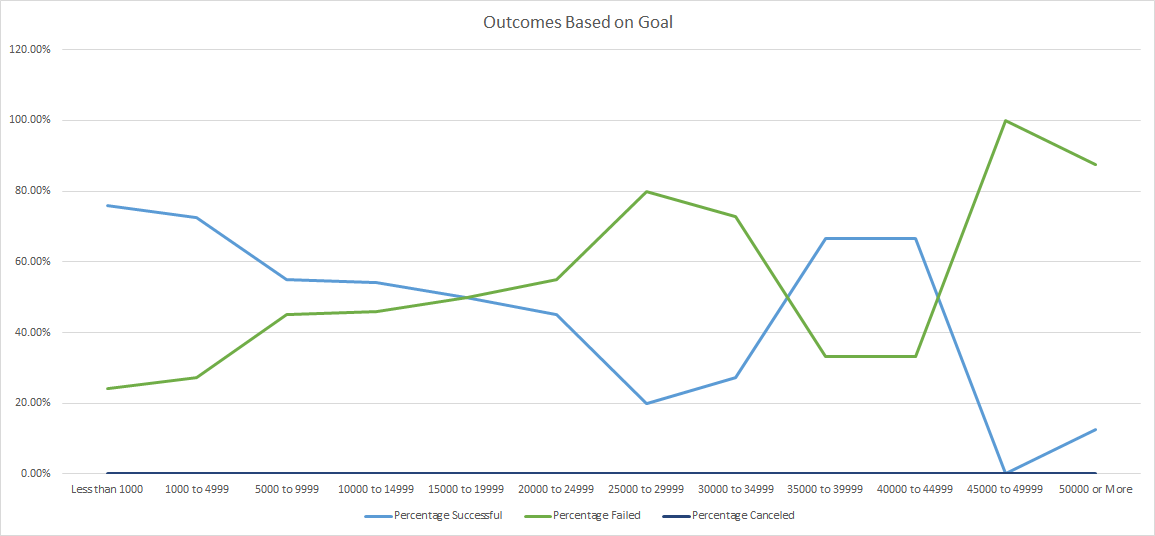 Outcomes Based on Goal
120.00%
100.00%
80.00%
60.00%
40.00%
20.00%
0.00%
Less than 1000 1000 to 4999 5000 to 9999 10000 to 14999 15000 to 19999 20000 to 24999 25000 to 29999 30000 to 34999 35000 to 39999 40000 to 44999 45000 to 49999 50000 or More
Percentage Successful Percentage Failed Percentage Canceled